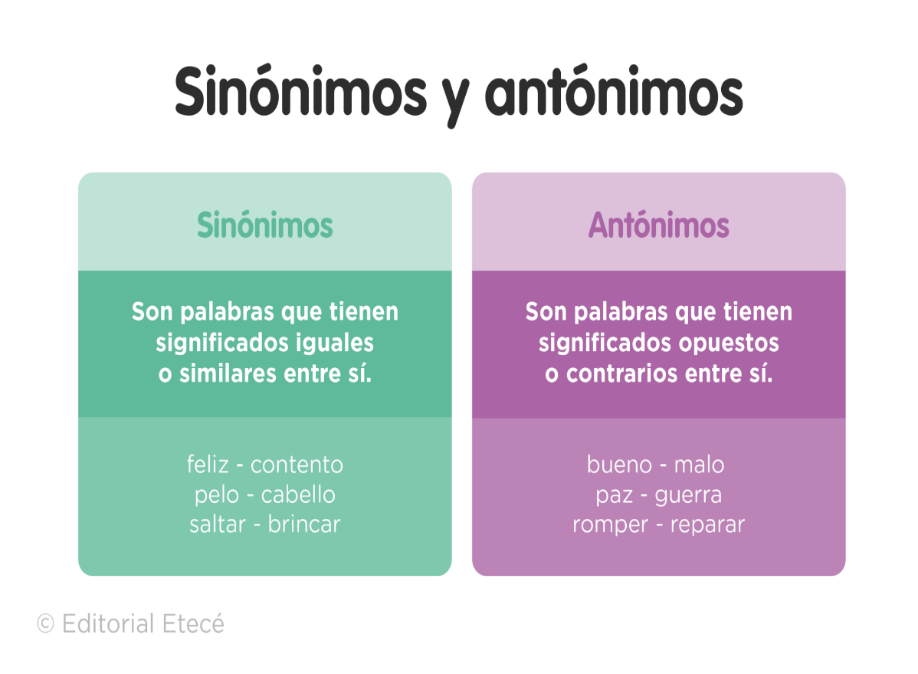 Sinónimos y antónimos
Sinónimos
Son palabras que tienen
significados iguales
o similares entre sí.
feliz - contento
pelo - cabello
saltar - brincar
Antónimos
Son palabras que tienen
significados opuestos
o contrarios entre sí.
bueno - malo
paz - guerra
romper - reparar
© Editorial Etecé